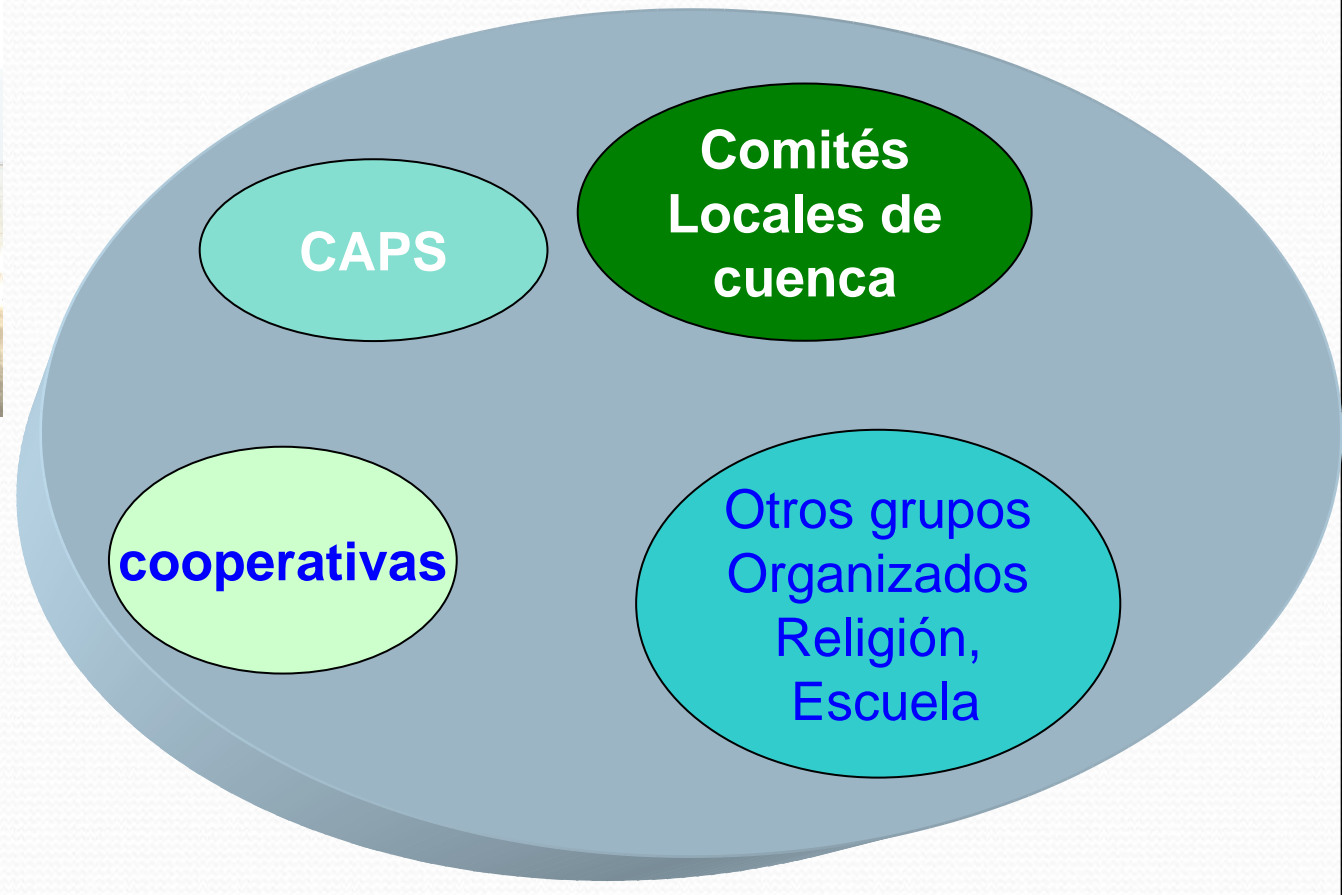 CAPS
Comités
Locales de
cuenca
cooperativas
Otros grupos
Organizados
Religión,
Escuela